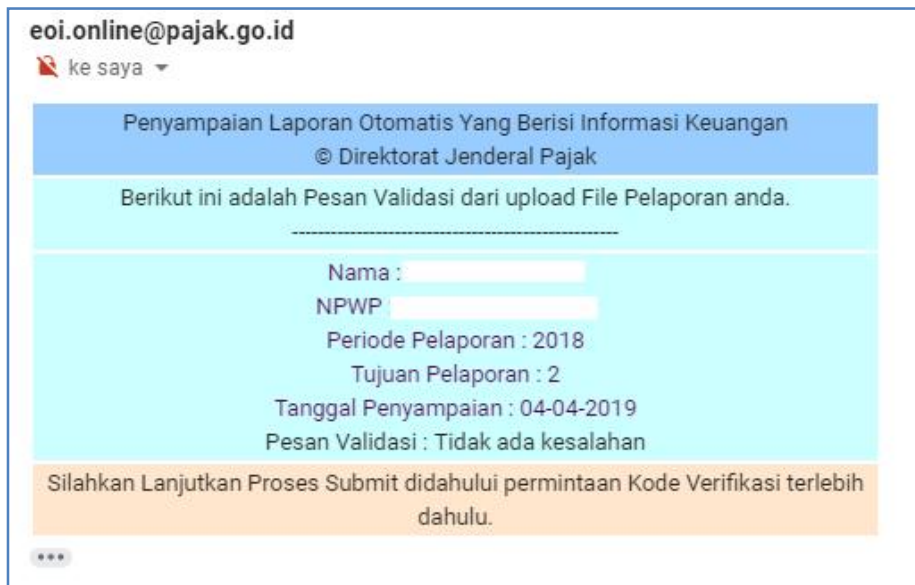 eoi.online@pajak.go.id
ke saya
Penyampaian Laporan Otomatis Yang Berisi Informasi Keuangan
© Direktorat Jenderal Pajak
Berikut ini adalah Pesan Validasi dari upload File Pelaporan anda.
----------------------------------------------------
Nama :
NPWP
Periode Pelaporan : 2018
Tujuan Pelaporan : 2
Tanggal Penyampaian : 04-04-2019
Pesan Validasi : Tidak ada kesalahan
Silahkan Lanjutkan Proses Submit didahului permintaan Kode Verifikasi terlebih
dahulu.